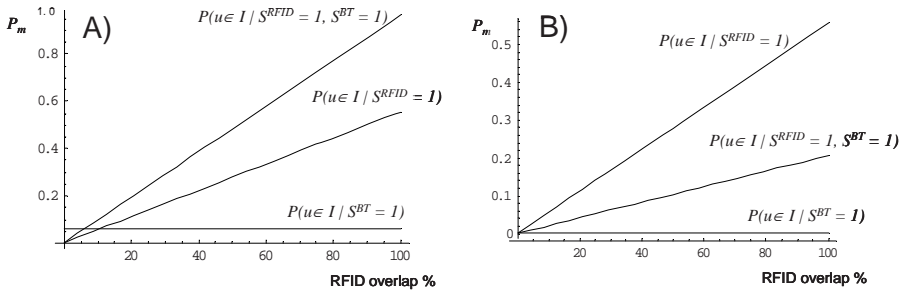 A)
P_m
1.0
0.8
0.6
0.4
0.2
20 40 60 80 100
RFID overlap %
P(u∈ I / S^RFID = 1, S^BT = 1)
P(u∈ I / S^RFID = 1)
P(u∈ I / S^BT = 1)
B)
P_m
0.5
0.4
0.3
0.2
0.1
0
20 40 60 80 100
RFID overlap %
P(u∈ I / S^RFID = 1)
P(u∈ I / S^RFID = 1, S^BT = 1)
P(u∈ I / S^BT = 1)